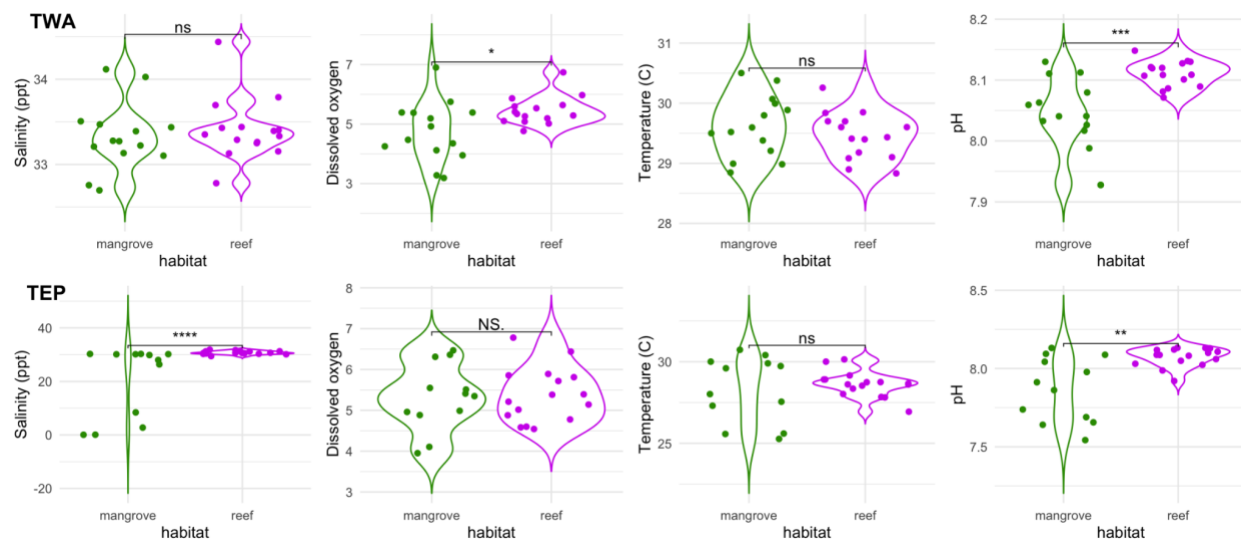 TWA
ns
Salinity (ppt)
34
33
mangrove
reef
habitat
*
Dissolved oxygen
7
5
3
mangrove
reef
habitat
ns
Temperature (C)
31
30
29
28
mangrove
reef
habitat
***
pH
8.2
8.1
8.0
7.9
mangrove
reef
habitat
TEP
****
Salinity (ppt)
40
20
0
-20
mangrove
reef
habitat
NS.
Dissolved oxygen
8
7
6
5
4
3
mangrove
reef
habitat
ns
Temperature (C)
30
25
mangrove
reef
habitat
**
pH
8.5
8.0
7.5
mangrove
reef
habitat